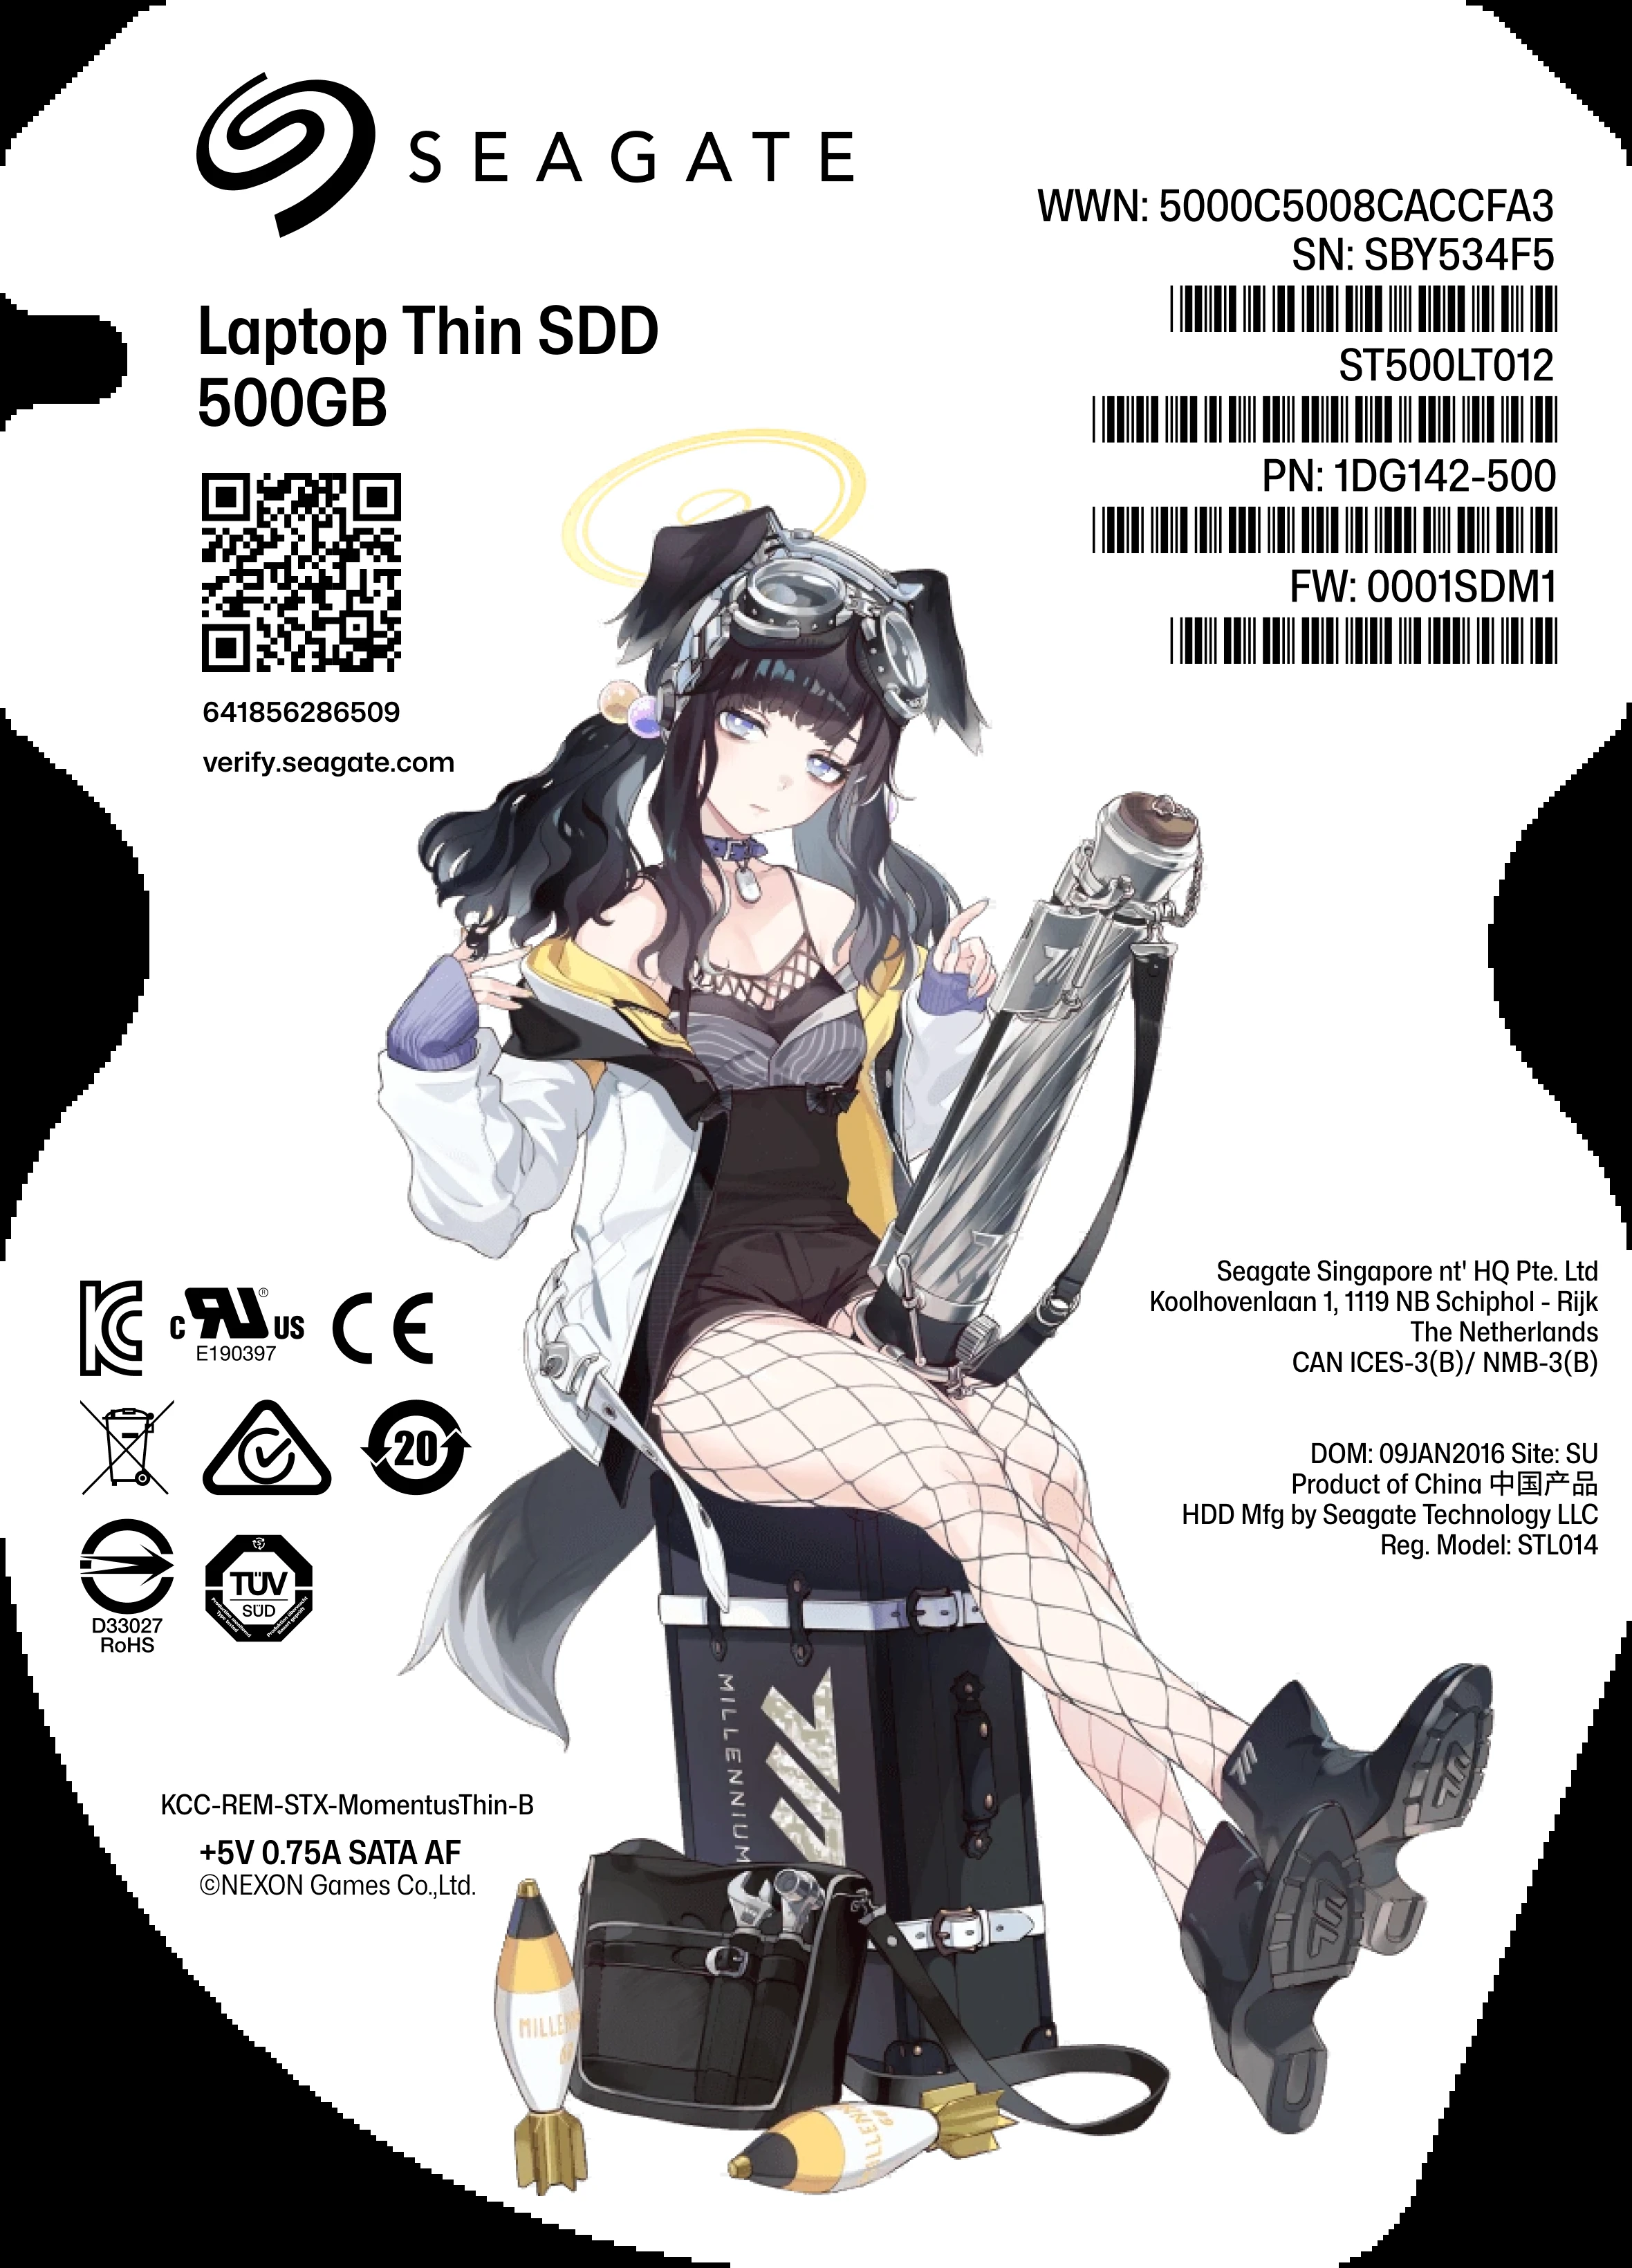 SEAGATE
WWN: 5000C5008CACCFA3
SN: SBY534F5
Laptop Thin SDD
500GB
ST500LT012
PN: 1DG142-500
FW: 0001SDM1
641856286509
verify.seagate.com
C US ®
E190397
CE
20
D33027
RoHS
TÜV
SÜD
Seagate Singapore nt' HQ Pte. Ltd
Koolhovenlaan 1, 1119 NB Schiphol - Rijk
The Netherlands
CAN ICES-3(B)/ NMB-3(B)
DOM: 09JAN2016 Site: SU
Product of China 中国产品
HDD Mfg by Seagate Technology LLC
Reg. Model: STL014
MILLENNIUM
KCC-REM-STX-MomentusThin-B
+5V 0.75A SATA AF
©NEXON Games Co.,Ltd.